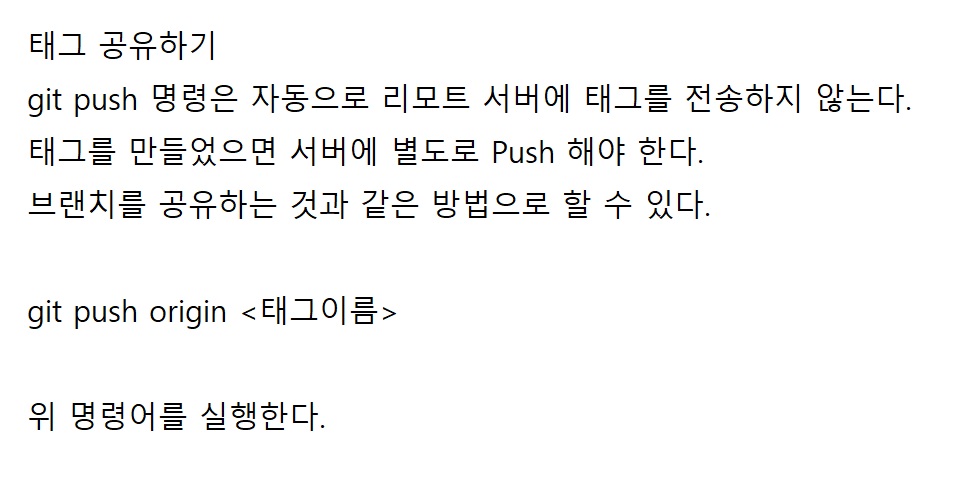 태그 공유하기
git push 명령은 자동으로 리모트 서버에 태그를 전송하지 않는다.
태그를 만들었으면 서버에 별도로 Push 해야 한다.
브랜치를 공유하는 것과 같은 방법으로 할 수 있다.
git push origin <태그이름>
위 명령어를 실행한다.